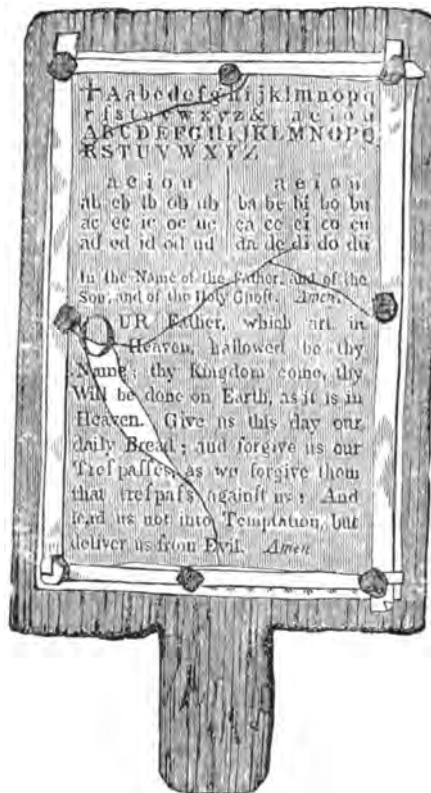 ✠ Aabcdefghijklmnopq
rſstuvwxyz& aeiou
ABCDEFGHIJKLMNOPQ
RSTUVWXYZ
a e i o u a e i o u
ab eb ib ob ub ba be bi bo bu
ac ec ic oc uc ca ce ci co cu
ad ed id od ud da de di do du
In the Name of the Father, and of the
Son, and of the Holy Ghoſt. Amen.
OUR Father, which art in
Heaven, hallowed be thy
Name; thy Kingdom come, thy
Will be done on Earth, as it is in
Heaven. Give us this day our
daily Bread; and forgive us our
Treſpaſſes, as we forgive them
that treſpaſs againſt us: And
lead us not into Temptation, but
deliver us from Evil. Amen